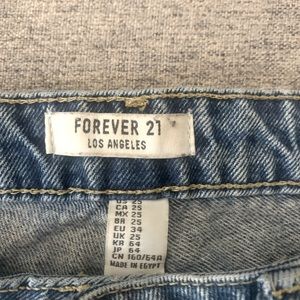 FOREVER 21
LOS ANGELES
US 25
CA 25
MX 25
BR 25
EU 34
UK 25
KR 64
JP 64
CN 160/64A
MADE IN EGYPT